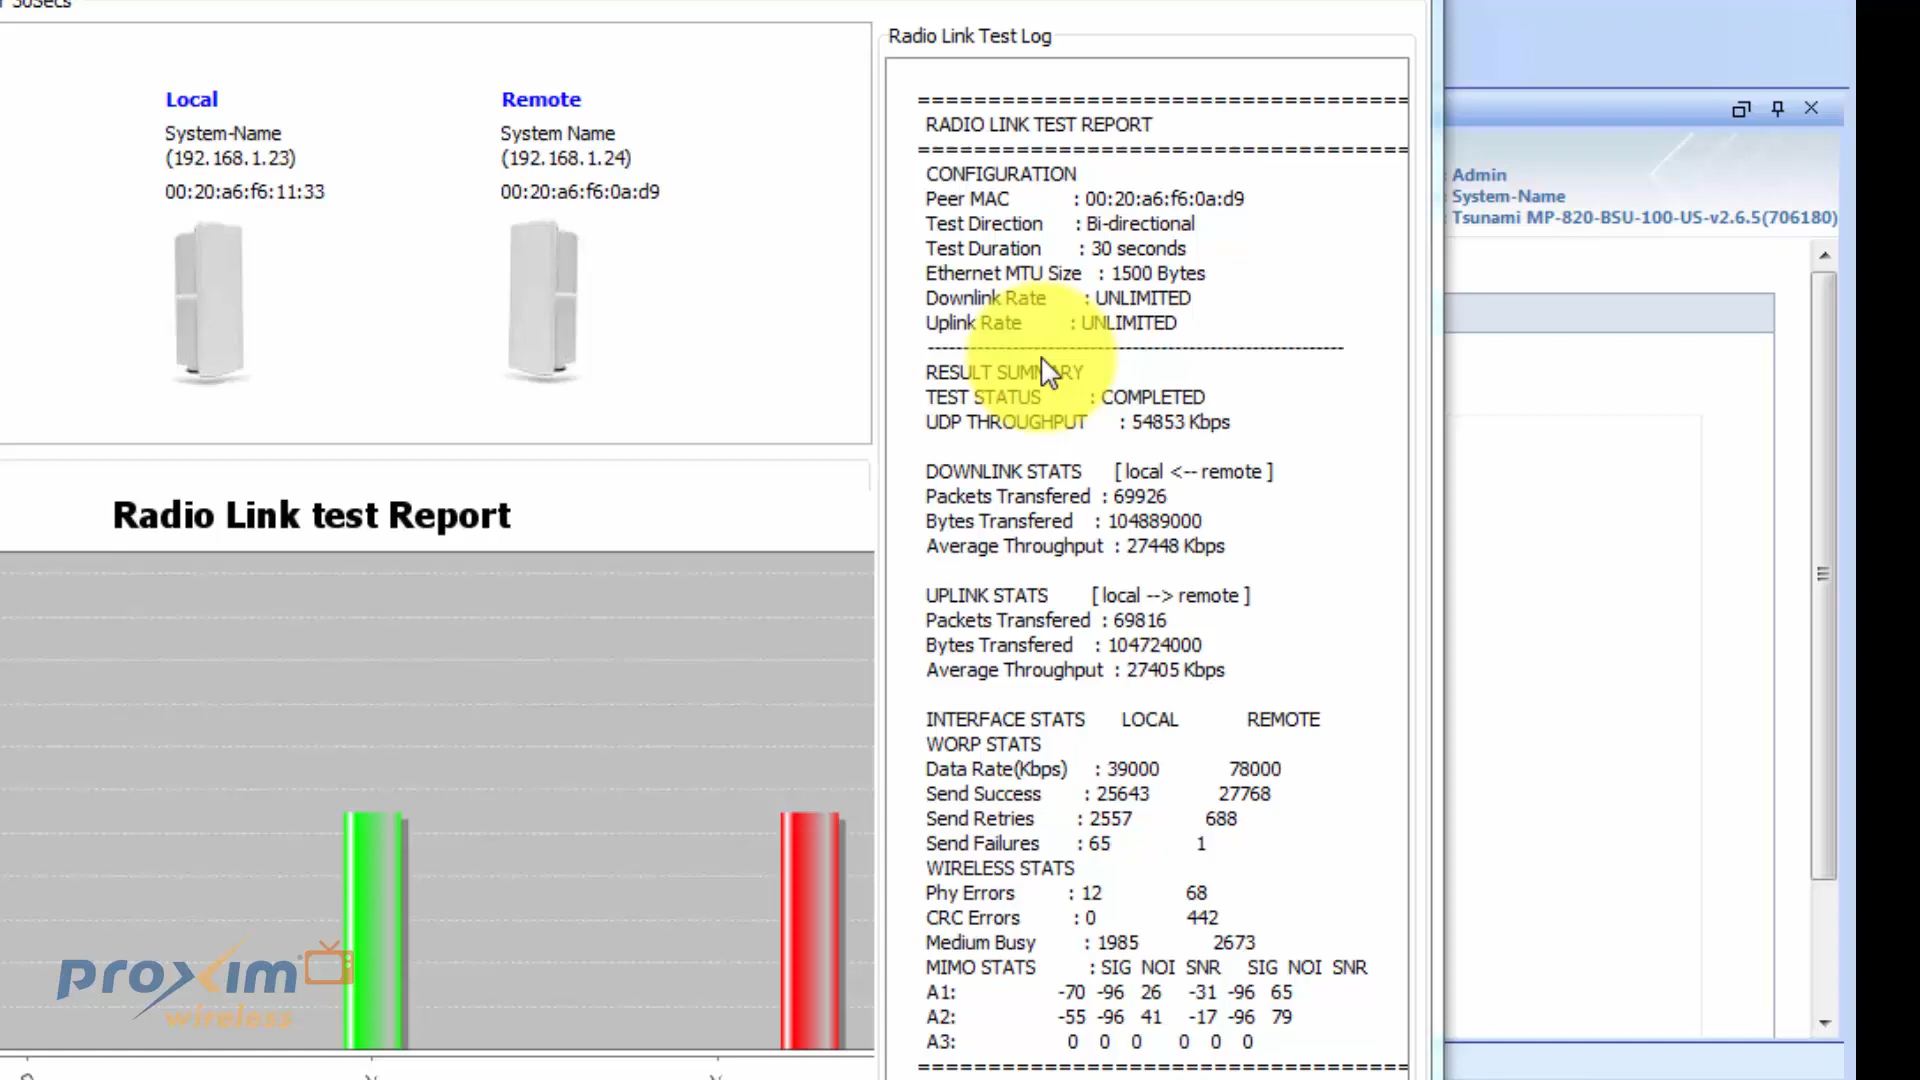 30Secs
Local
System-Name
(192.168.1.23)
00:20:a6:f6:11:33
Remote
System Name
(192.168.1.24)
00:20:a6:f6:0a:d9
Radio Link test Report
proxim
wireless
Radio Link Test Log
===================================
RADIO LINK TEST REPORT
===================================
CONFIGURATION
Peer MAC : 00:20:a6:f6:0a:d9
Test Direction : Bi-directional
Test Duration : 30 seconds
Ethernet MTU Size : 1500 Bytes
Downlink Rate : UNLIMITED
Uplink Rate : UNLIMITED
-----------------------------------------------------------
RESULT SUMMARY
TEST STATUS : COMPLETED
UDP THROUGHPUT : 54853 Kbps
DOWNLINK STATS [ local <-- remote ]
Packets Transfered : 69926
Bytes Transfered : 104889000
Average Throughput : 27448 Kbps
UPLINK STATS [ local --> remote ]
Packets Transfered : 69816
Bytes Transfered : 104724000
Average Throughput : 27405 Kbps
INTERFACE STATS LOCAL REMOTE
WORP STATS
Data Rate(Kbps) : 39000 78000
Send Success : 25643 27768
Send Retries : 2557 688
Send Failures : 65 1
WIRELESS STATS
Phy Errors : 12 68
CRC Errors : 0 442
Medium Busy : 1985 2673
MIMO STATS : SIG NOI SNR SIG NOI SNR
A1: -70 -96 26 -31 -96 65
A2: -55 -96 41 -17 -96 79
A3: 0 0 0 0 0 0
===================================
: Admin
: System-Name
: Tsunami MP-820-BSU-100-US-v2.6.5(706180)